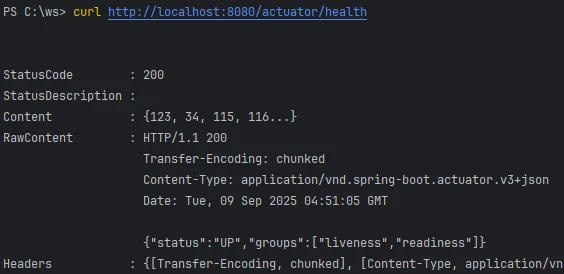 PS C:\ws> curl http://localhost:8080/actuator/health
StatusCode : 200
StatusDescription :
Content : {123, 34, 115, 116...}
RawContent : HTTP/1.1 200
Transfer-Encoding: chunked
Content-Type: application/vnd.spring-boot.actuator.v3+json
Date: Tue, 09 Sep 2025 04:51:05 GMT
{"status":"UP","groups":["liveness","readiness"]}
Headers : {[Transfer-Encoding, chunked], [Content-Type, application/vn